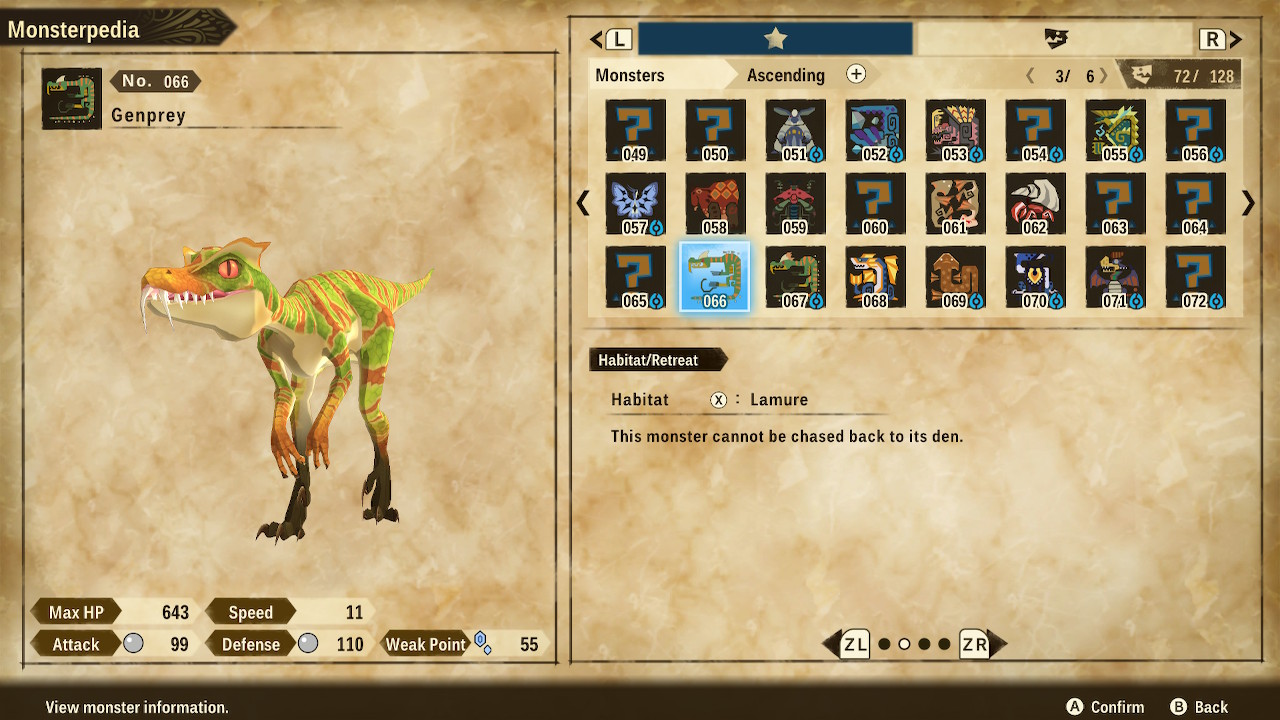 Monsterpedia
No. 066
Genprey
L
R
Monsters
Ascending
3/ 6
72/ 128
049 050 051 052 053 054 055 056
057 058 059 060 061 062 063 064
065 066 067 068 069 070 071 072
Habitat/Retreat
Habitat X : Lamure
This monster cannot be chased back to its den.
Max HP 643 Speed 11
Attack 99 Defense 110 Weak Point 55
ZL ZR
View monster information.
A Confirm B Back